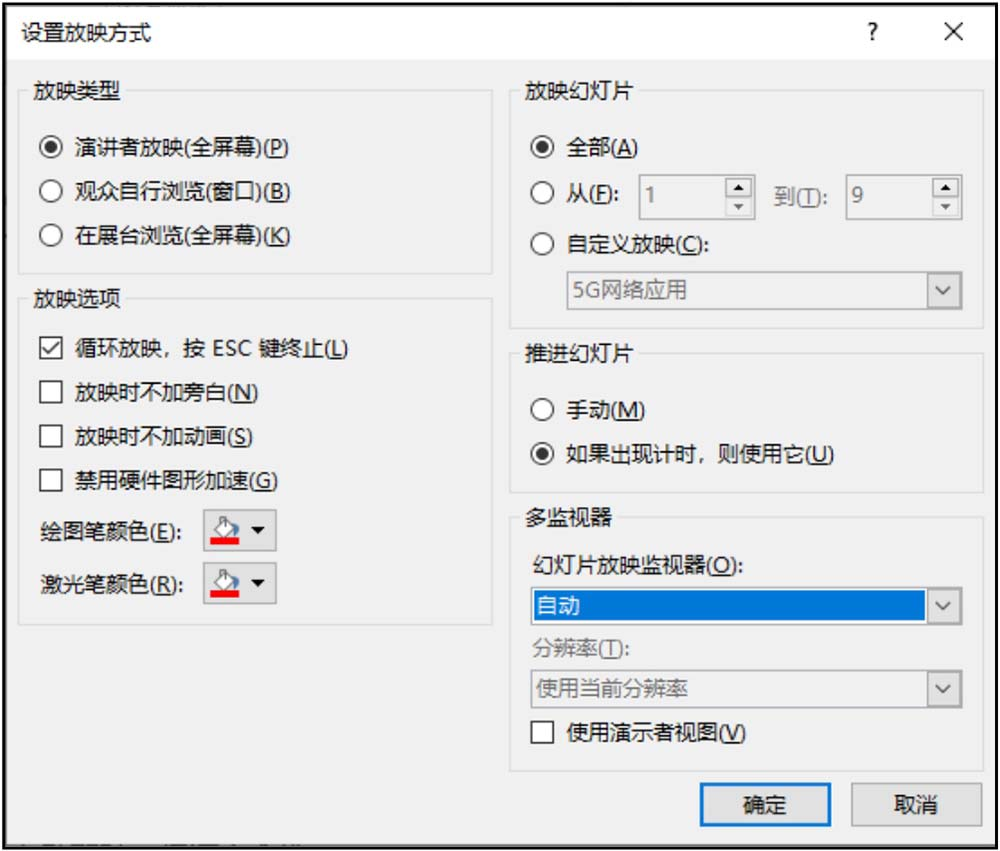 设置放映方式 ?
放映类型
演讲者放映(全屏幕)(P)
观众自行浏览(窗口)(B)
在展台浏览(全屏幕)(K)
放映选项
循环放映，按 ESC 键终止(L)
放映时不加旁白(N)
放映时不加动画(S)
禁用硬件图形加速(G)
绘图笔颜色(E):
激光笔颜色(R):
放映幻灯片
全部(A)
从(F): 1 到(T): 9
自定义放映(C):
5G网络应用
推进幻灯片
手动(M)
如果出现计时，则使用它(U)
多监视器
幻灯片放映监视器(O):
自动
分辨率(T):
使用当前分辨率
使用演示者视图(V)
确定 取消